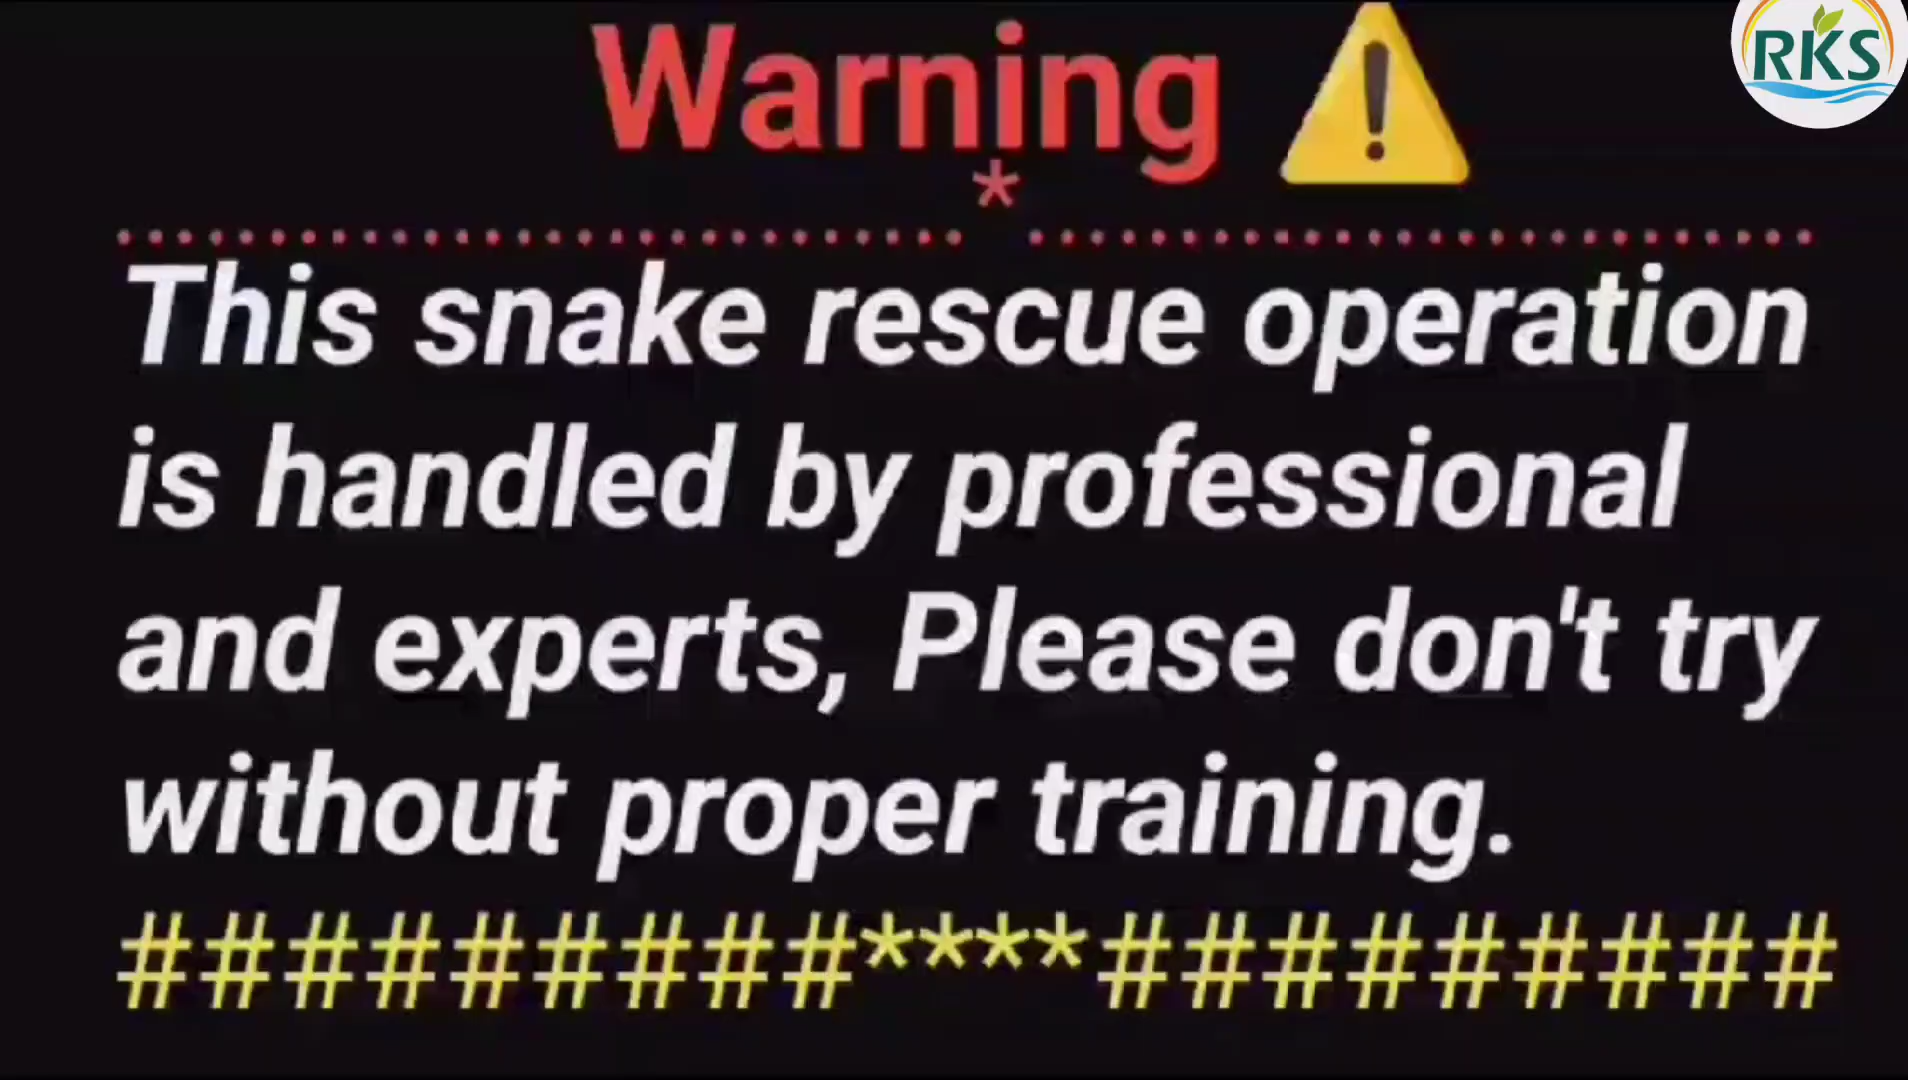 Warning ⚠️
RKS
*
.......................... ..........................
This snake rescue operation
is handled by professional
and experts, Please don't try
without proper training.
#########****#########